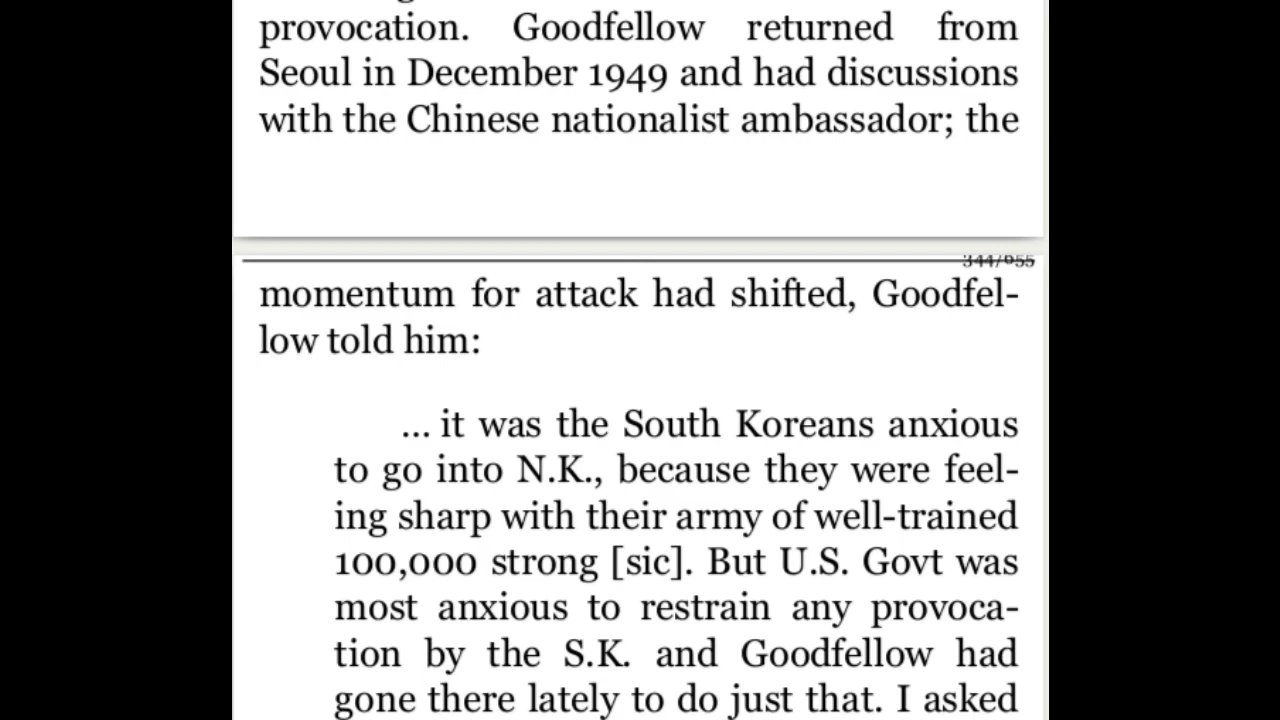 provocation. Goodfellow returned from
Seoul in December 1949 and had discussions
with the Chinese nationalist ambassador; the
344/655
momentum for attack had shifted, Goodfel-
low told him:
... it was the South Koreans anxious
to go into N.K., because they were feel-
ing sharp with their army of well-trained
100,000 strong [sic]. But U.S. Govt was
most anxious to restrain any provoca-
tion by the S.K. and Goodfellow had
gone there lately to do just that. I asked